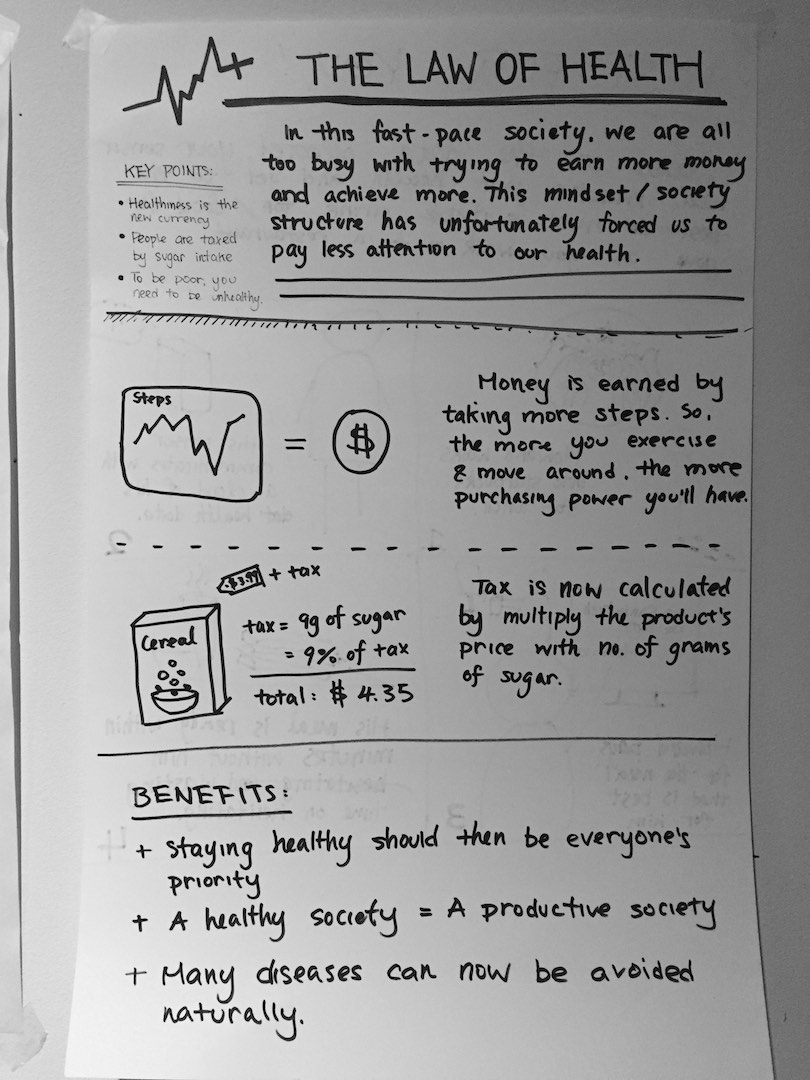 THE LAW OF HEALTH
In this fast-pace society, we are all
too busy with trying to earn more money
and achieve more. This mindset / society
structure has unfortunately forced us to
pay less attention to our health.
KEY POINTS:
• Healthiness is the
new currency
• People are taxed
by sugar intake
• To be poor, you
need to be unhealthy.
Steps
= $
Money is earned by
taking more steps. So,
the more you exercise
& move around, the more
purchasing power you'll have.
$3.99 + tax
Cereal
tax = 9g of sugar
= 9% of tax
total: $ 4.35
Tax is now calculated
by multiply the product's
price with no. of grams
of sugar.
BENEFITS:
+ Staying healthy should then be everyone's
priority
+ A healthy society = A productive society
+ Many diseases can now be avoided
naturally.